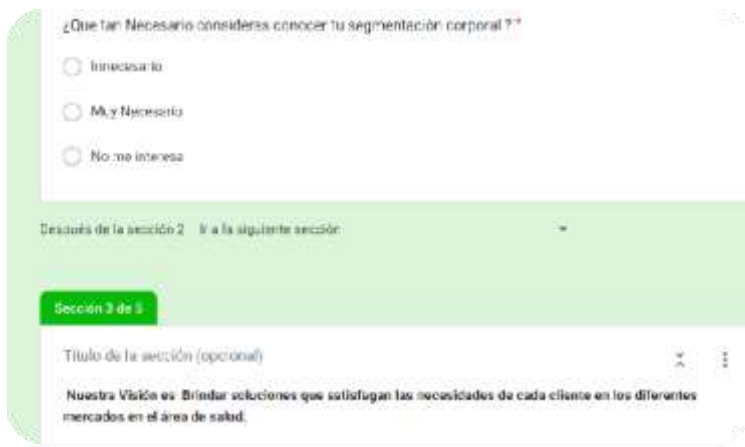 ¿Que tan Necesario consideras conocer tu segmentación corporal ? *
Innecesario
Muy Necesario
No me interesa
Después de la sección 2 Ir a la siguiente sección
Sección 3 de 5
Título de la sección (opcional)
Nuestra Visión es Brindar soluciones que satisfagan las necesidades de cada cliente en los diferentes
mercados en el área de salud.